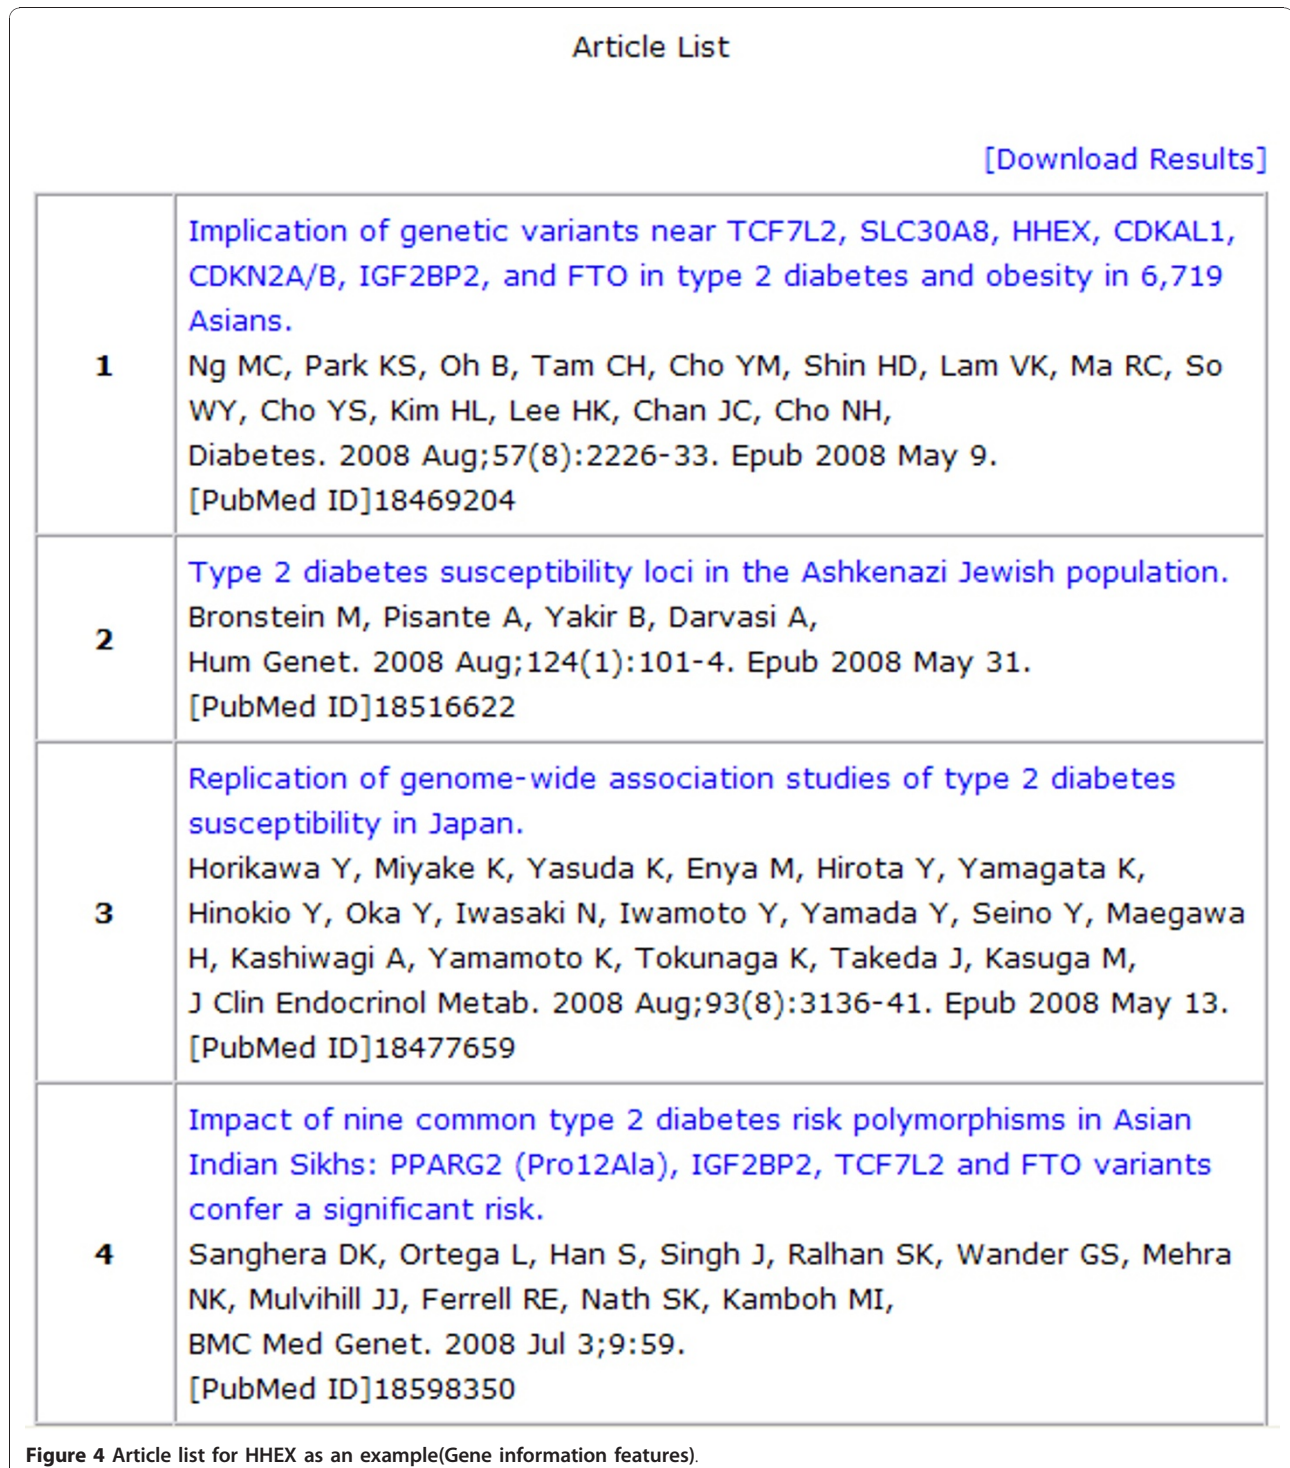 Article List
[Download Results]
1
Implication of genetic variants near TCF7L2, SLC30A8, HHEX, CDKAL1,
CDKN2A/B, IGF2BP2, and FTO in type 2 diabetes and obesity in 6,719
Asians.
Ng MC, Park KS, Oh B, Tam CH, Cho YM, Shin HD, Lam VK, Ma RC, So
WY, Cho YS, Kim HL, Lee HK, Chan JC, Cho NH,
Diabetes. 2008 Aug;57(8):2226-33. Epub 2008 May 9.
[PubMed ID]18469204
2
Type 2 diabetes susceptibility loci in the Ashkenazi Jewish population.
Bronstein M, Pisante A, Yakir B, Darvasi A,
Hum Genet. 2008 Aug;124(1):101-4. Epub 2008 May 31.
[PubMed ID]18516622
3
Replication of genome-wide association studies of type 2 diabetes
susceptibility in Japan.
Horikawa Y, Miyake K, Yasuda K, Enya M, Hirota Y, Yamagata K,
Hinokio Y, Oka Y, Iwasaki N, Iwamoto Y, Yamada Y, Seino Y, Maegawa
H, Kashiwagi A, Yamamoto K, Tokunaga K, Takeda J, Kasuga M,
J Clin Endocrinol Metab. 2008 Aug;93(8):3136-41. Epub 2008 May 13.
[PubMed ID]18477659
4
Impact of nine common type 2 diabetes risk polymorphisms in Asian
Indian Sikhs: PPARG2 (Pro12Ala), IGF2BP2, TCF7L2 and FTO variants
confer a significant risk.
Sanghera DK, Ortega L, Han S, Singh J, Ralhan SK, Wander GS, Mehra
NK, Mulvihill JJ, Ferrell RE, Nath SK, Kamboh MI,
BMC Med Genet. 2008 Jul 3;9:59.
[PubMed ID]18598350
Figure 4 Article list for HHEX as an example(Gene information features).